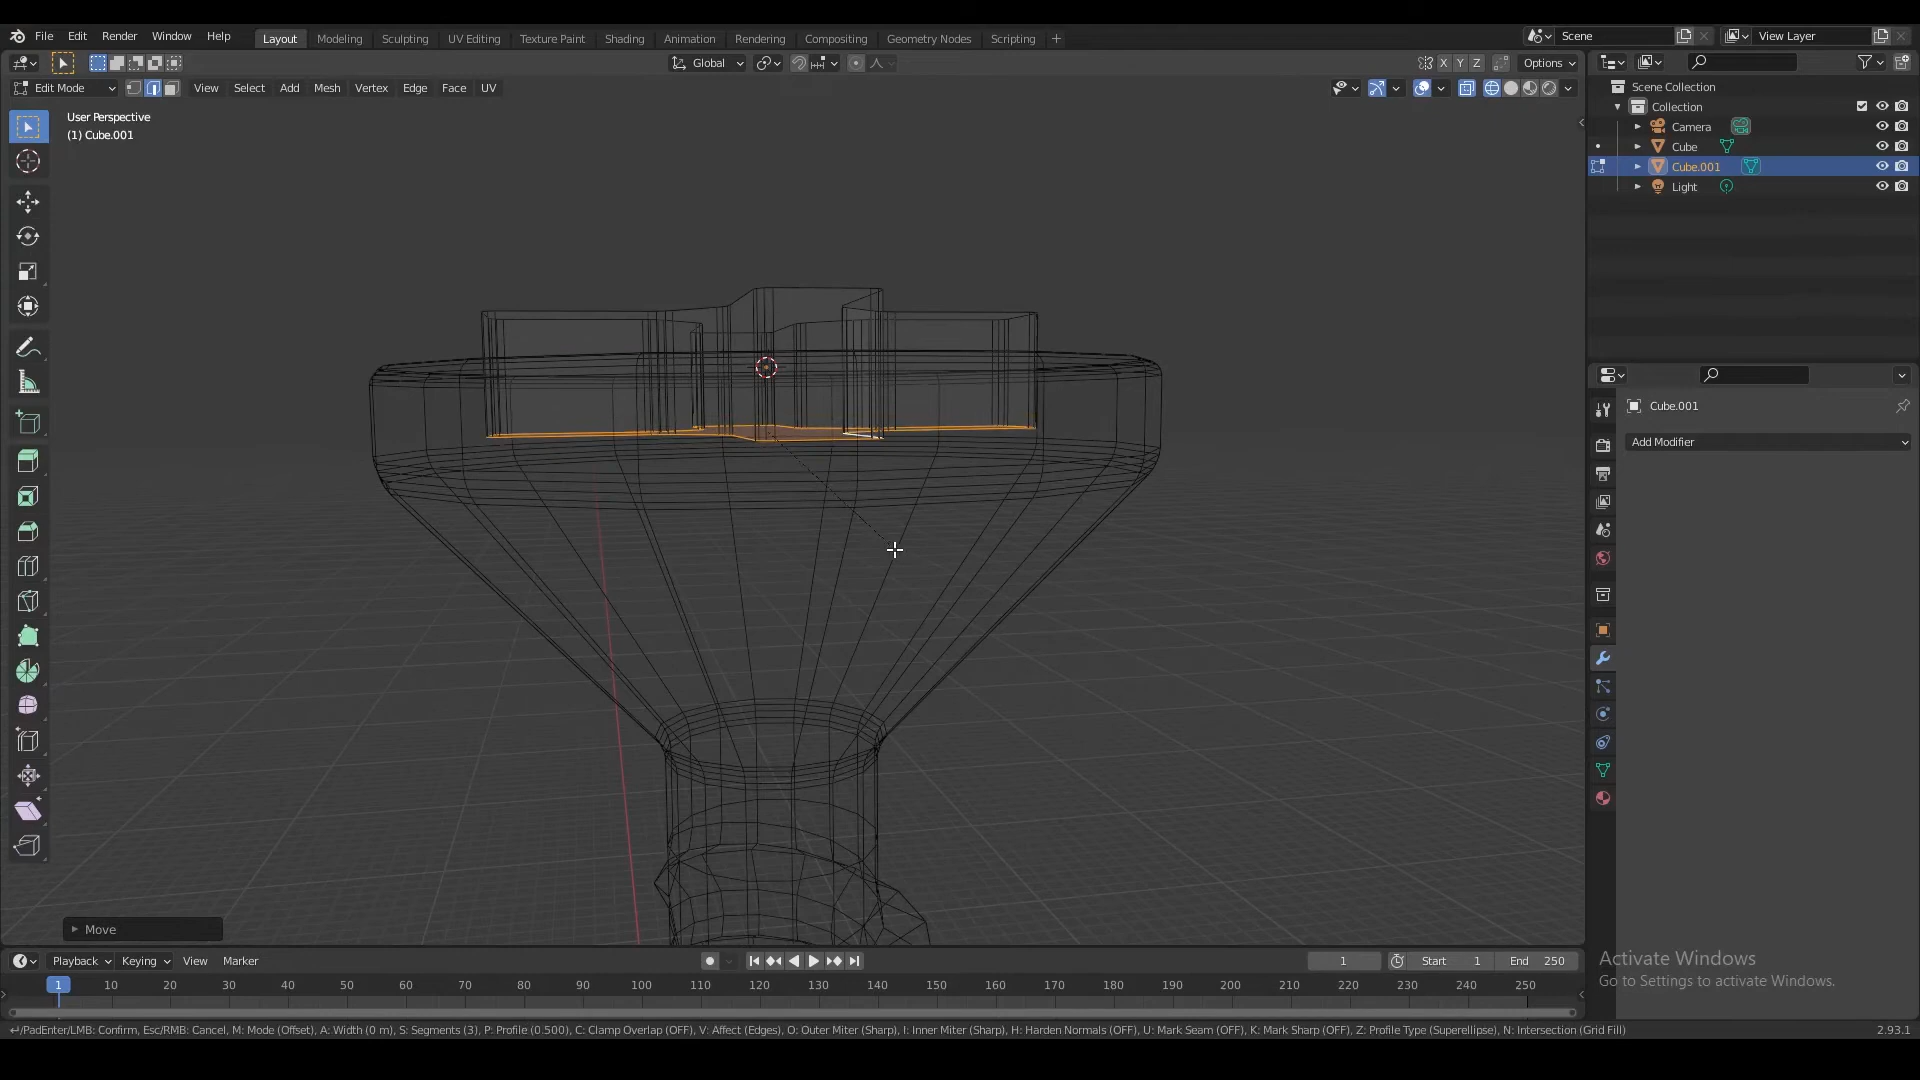 File Edit Render Window Help Layout Modeling Sculpting UV Editing Texture Paint Shading Animation Rendering Compositing Geometry Nodes Scripting + Scene View Layer
Global X Y Z Options
Edit Mode View Select Add Mesh Vertex Edge Face UV
User Perspective
(1) Cube.001
Scene Collection
Collection
Camera
Cube
Cube.001
Light
Cube.001
Add Modifier
Move
Activate Windows
Go to Settings to activate Windows.
Playback Keying View Marker 1 Start 1 End 250
1 10 20 30 40 50 60 70 80 90 100 110 120 130 140 150 160 170 180 190 200 210 220 230 240 250
↵/PadEnter/LMB: Confirm, Esc/RMB: Cancel, M: Mode (Offset), A: Width (0 m), S: Segments (3), P: Profile (0.500), C: Clamp Overlap (OFF), V: Affect (Edges), O: Outer Miter (Sharp), I: Inner Miter (Sharp), H: Harden Normals (OFF), U: Mark Seam (OFF), K: Mark Sharp (OFF), Z: Profile Type (Superellipse), N: Intersection (Grid Fill) 2.93.1